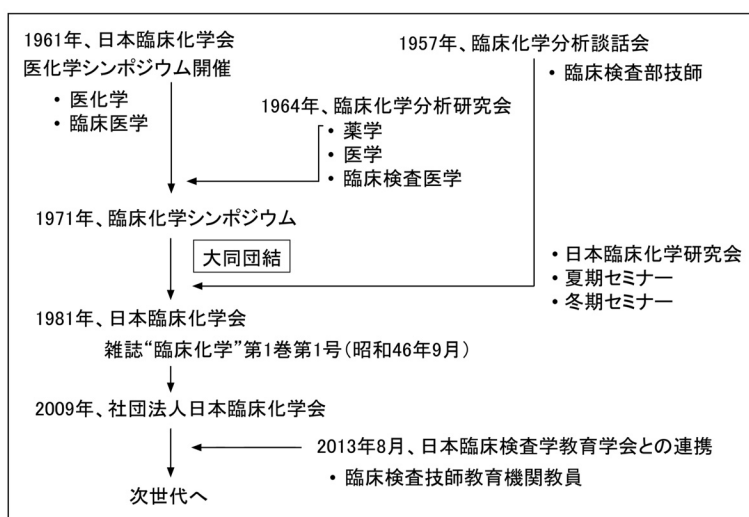 1961年、日本臨床化学会
医化学シンポジウム開催
・医化学
・臨床医学
1957年、臨床化学分析談話会
・臨床検査部技師
1964年、臨床化学分析研究会
・薬学
・医学
・臨床検査医学
1971年、臨床化学シンポジウム
大同団結
・日本臨床化学研究会
・夏期セミナー
・冬期セミナー
1981年、日本臨床化学会
雑誌“臨床化学”第1巻第1号（昭和46年9月）
2009年、社団法人日本臨床化学会
2013年8月、日本臨床検査学教育学会との連携
・臨床検査技師教育機関教員
次世代へ